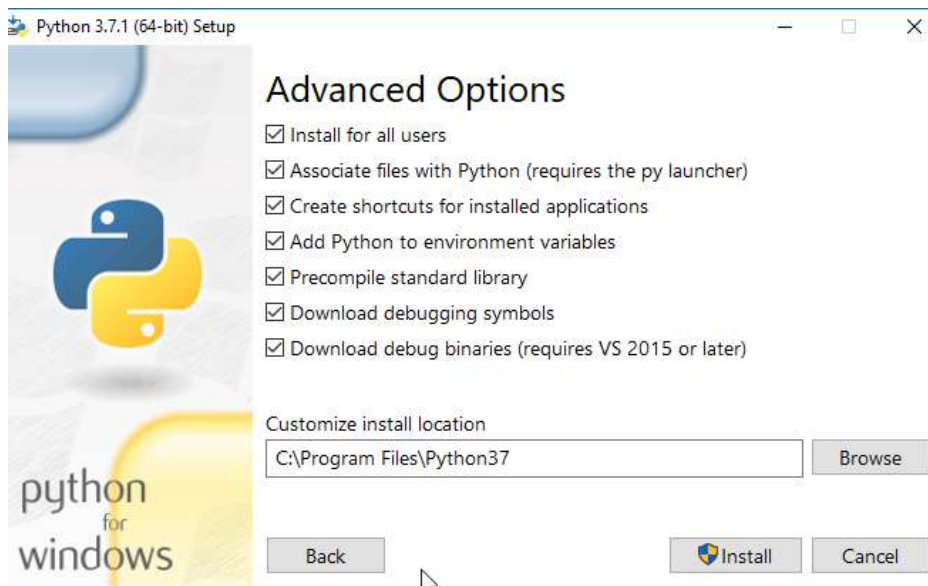 Python 3.7.1 (64-bit) Setup
Advanced Options
Install for all users
Associate files with Python (requires the py launcher)
Create shortcuts for installed applications
Add Python to environment variables
Precompile standard library
Download debugging symbols
Download debug binaries (requires VS 2015 or later)
Customize install location
C:\Program Files\Python37
Browse
python
for
windows
Back
Install
Cancel